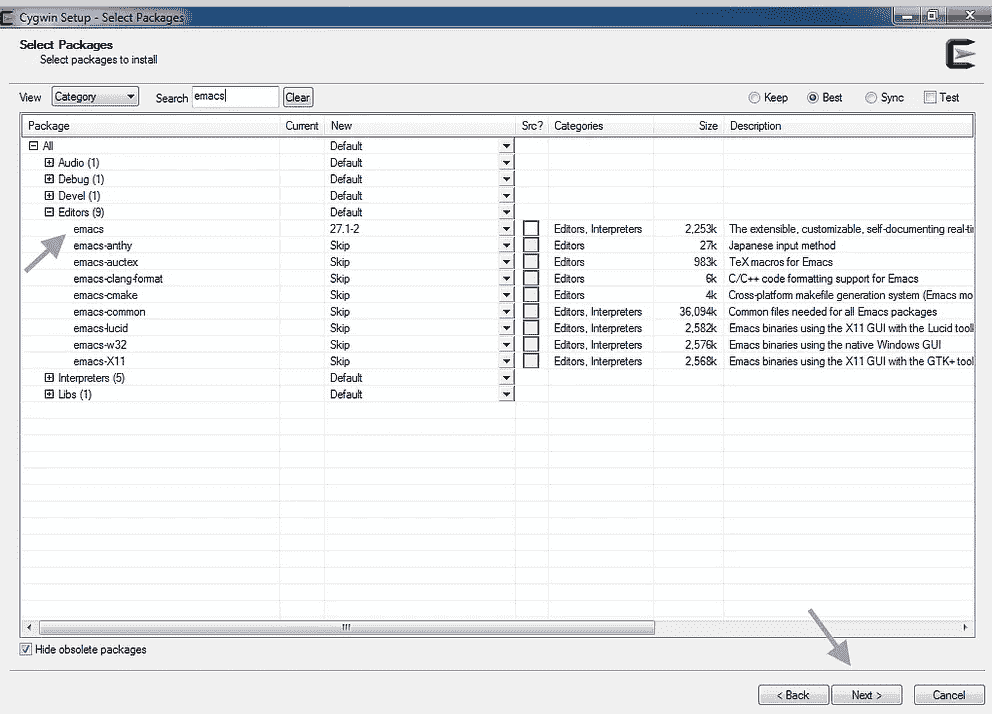 Cygwin Setup - Select Packages
Select Packages
Select packages to install
View Category Search emacs Clear Keep Best Sync Test
Package Current New Src? Categories Size Description
All Default
Audio (1) Default
Debug (1) Default
Devel (1) Default
Editors (9) Default
emacs 27.1-2 Editors, Interpreters 2,253k The extensible, customizable, self-documenting real-ti
emacs-anthy Skip Editors 27k Japanese input method
emacs-auctex Skip Editors 983k TeX macros for Emacs
emacs-clang-format Skip Editors 6k C/C++ code formatting support for Emacs
emacs-cmake Skip Editors 4k Cross-platform makefile generation system (Emacs mo
emacs-common Skip Editors, Interpreters 36,094k Common files needed for all Emacs packages
emacs-lucid Skip Editors, Interpreters 2,582k Emacs binaries using the X11 GUI with the Lucid toolk
emacs-w32 Skip Editors, Interpreters 2,576k Emacs binaries using the native Windows GUI
emacs-X11 Skip Editors, Interpreters 2,568k Emacs binaries using the X11 GUI with the GTK+ tool
Interpreters (5) Default
Libs (1) Default
Hide obsolete packages
< Back Next > Cancel